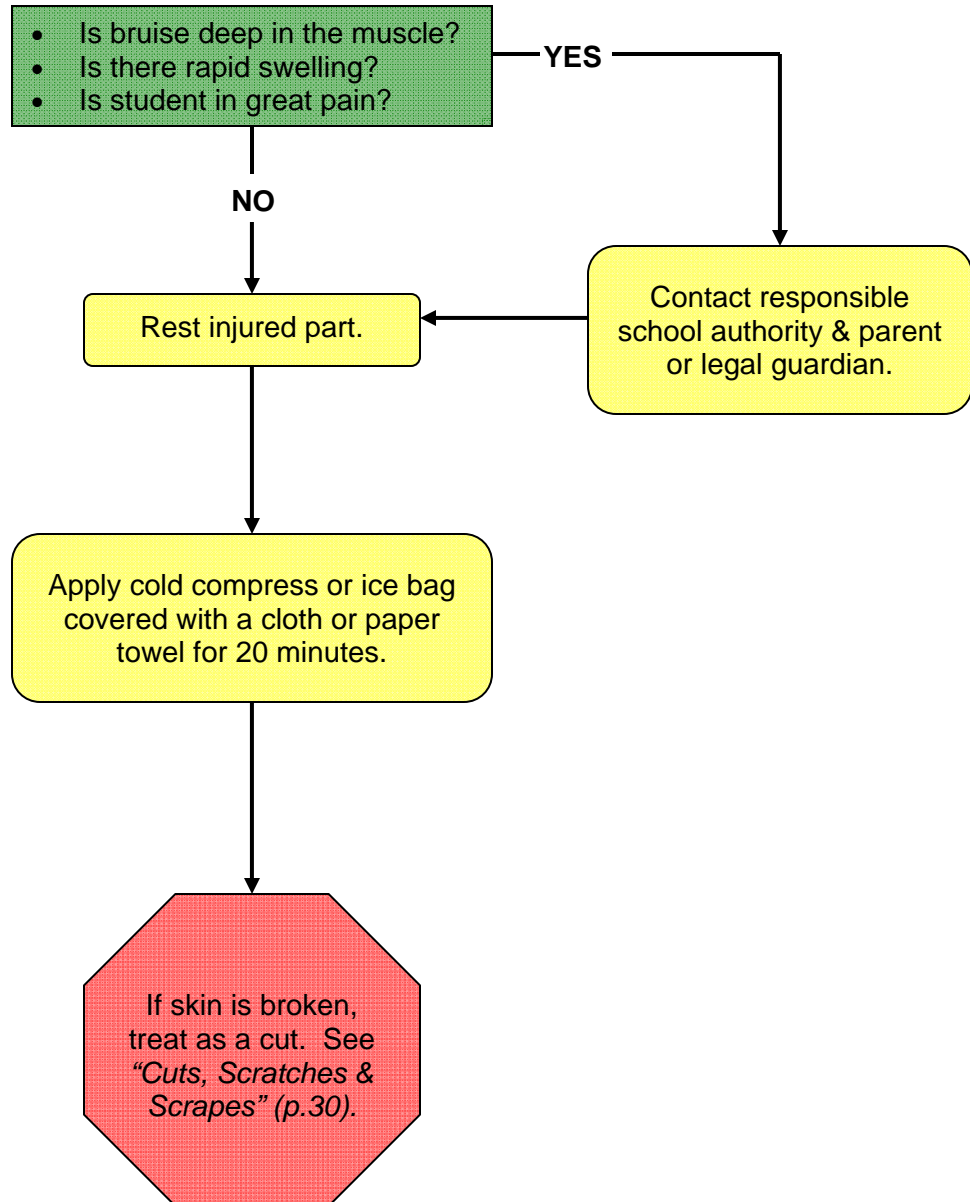 • Is bruise deep in the muscle?
• Is there rapid swelling?
• Is student in great pain?
YES
NO
Contact responsible
school authority & parent
or legal guardian.
Rest injured part.
Apply cold compress or ice bag
covered with a cloth or paper
towel for 20 minutes.
If skin is broken,
treat as a cut. See
“Cuts, Scratches &
Scrapes” (p.30).